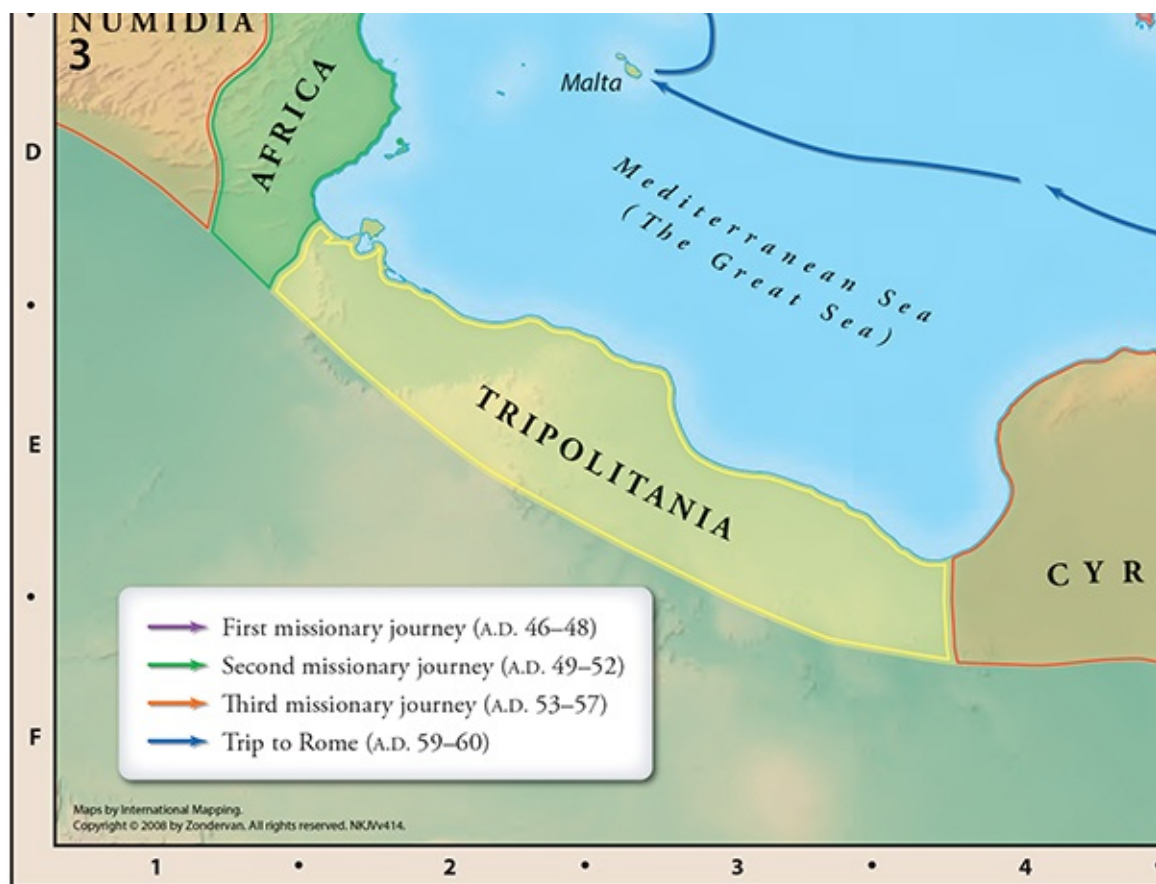 NUMIDIA
3
AFRICA
Malta
D
Mediterranean Sea
(The Great Sea)
TRIPOLITANIA
E
CYR
First missionary journey (A.D. 46–48)
Second missionary journey (A.D. 49–52)
Third missionary journey (A.D. 53–57)
Trip to Rome (A.D. 59–60)
F
Maps by International Mapping.
Copyright © 2008 by Zondervan. All rights reserved. NKJVv414.
1 • 2 • 3 • 4